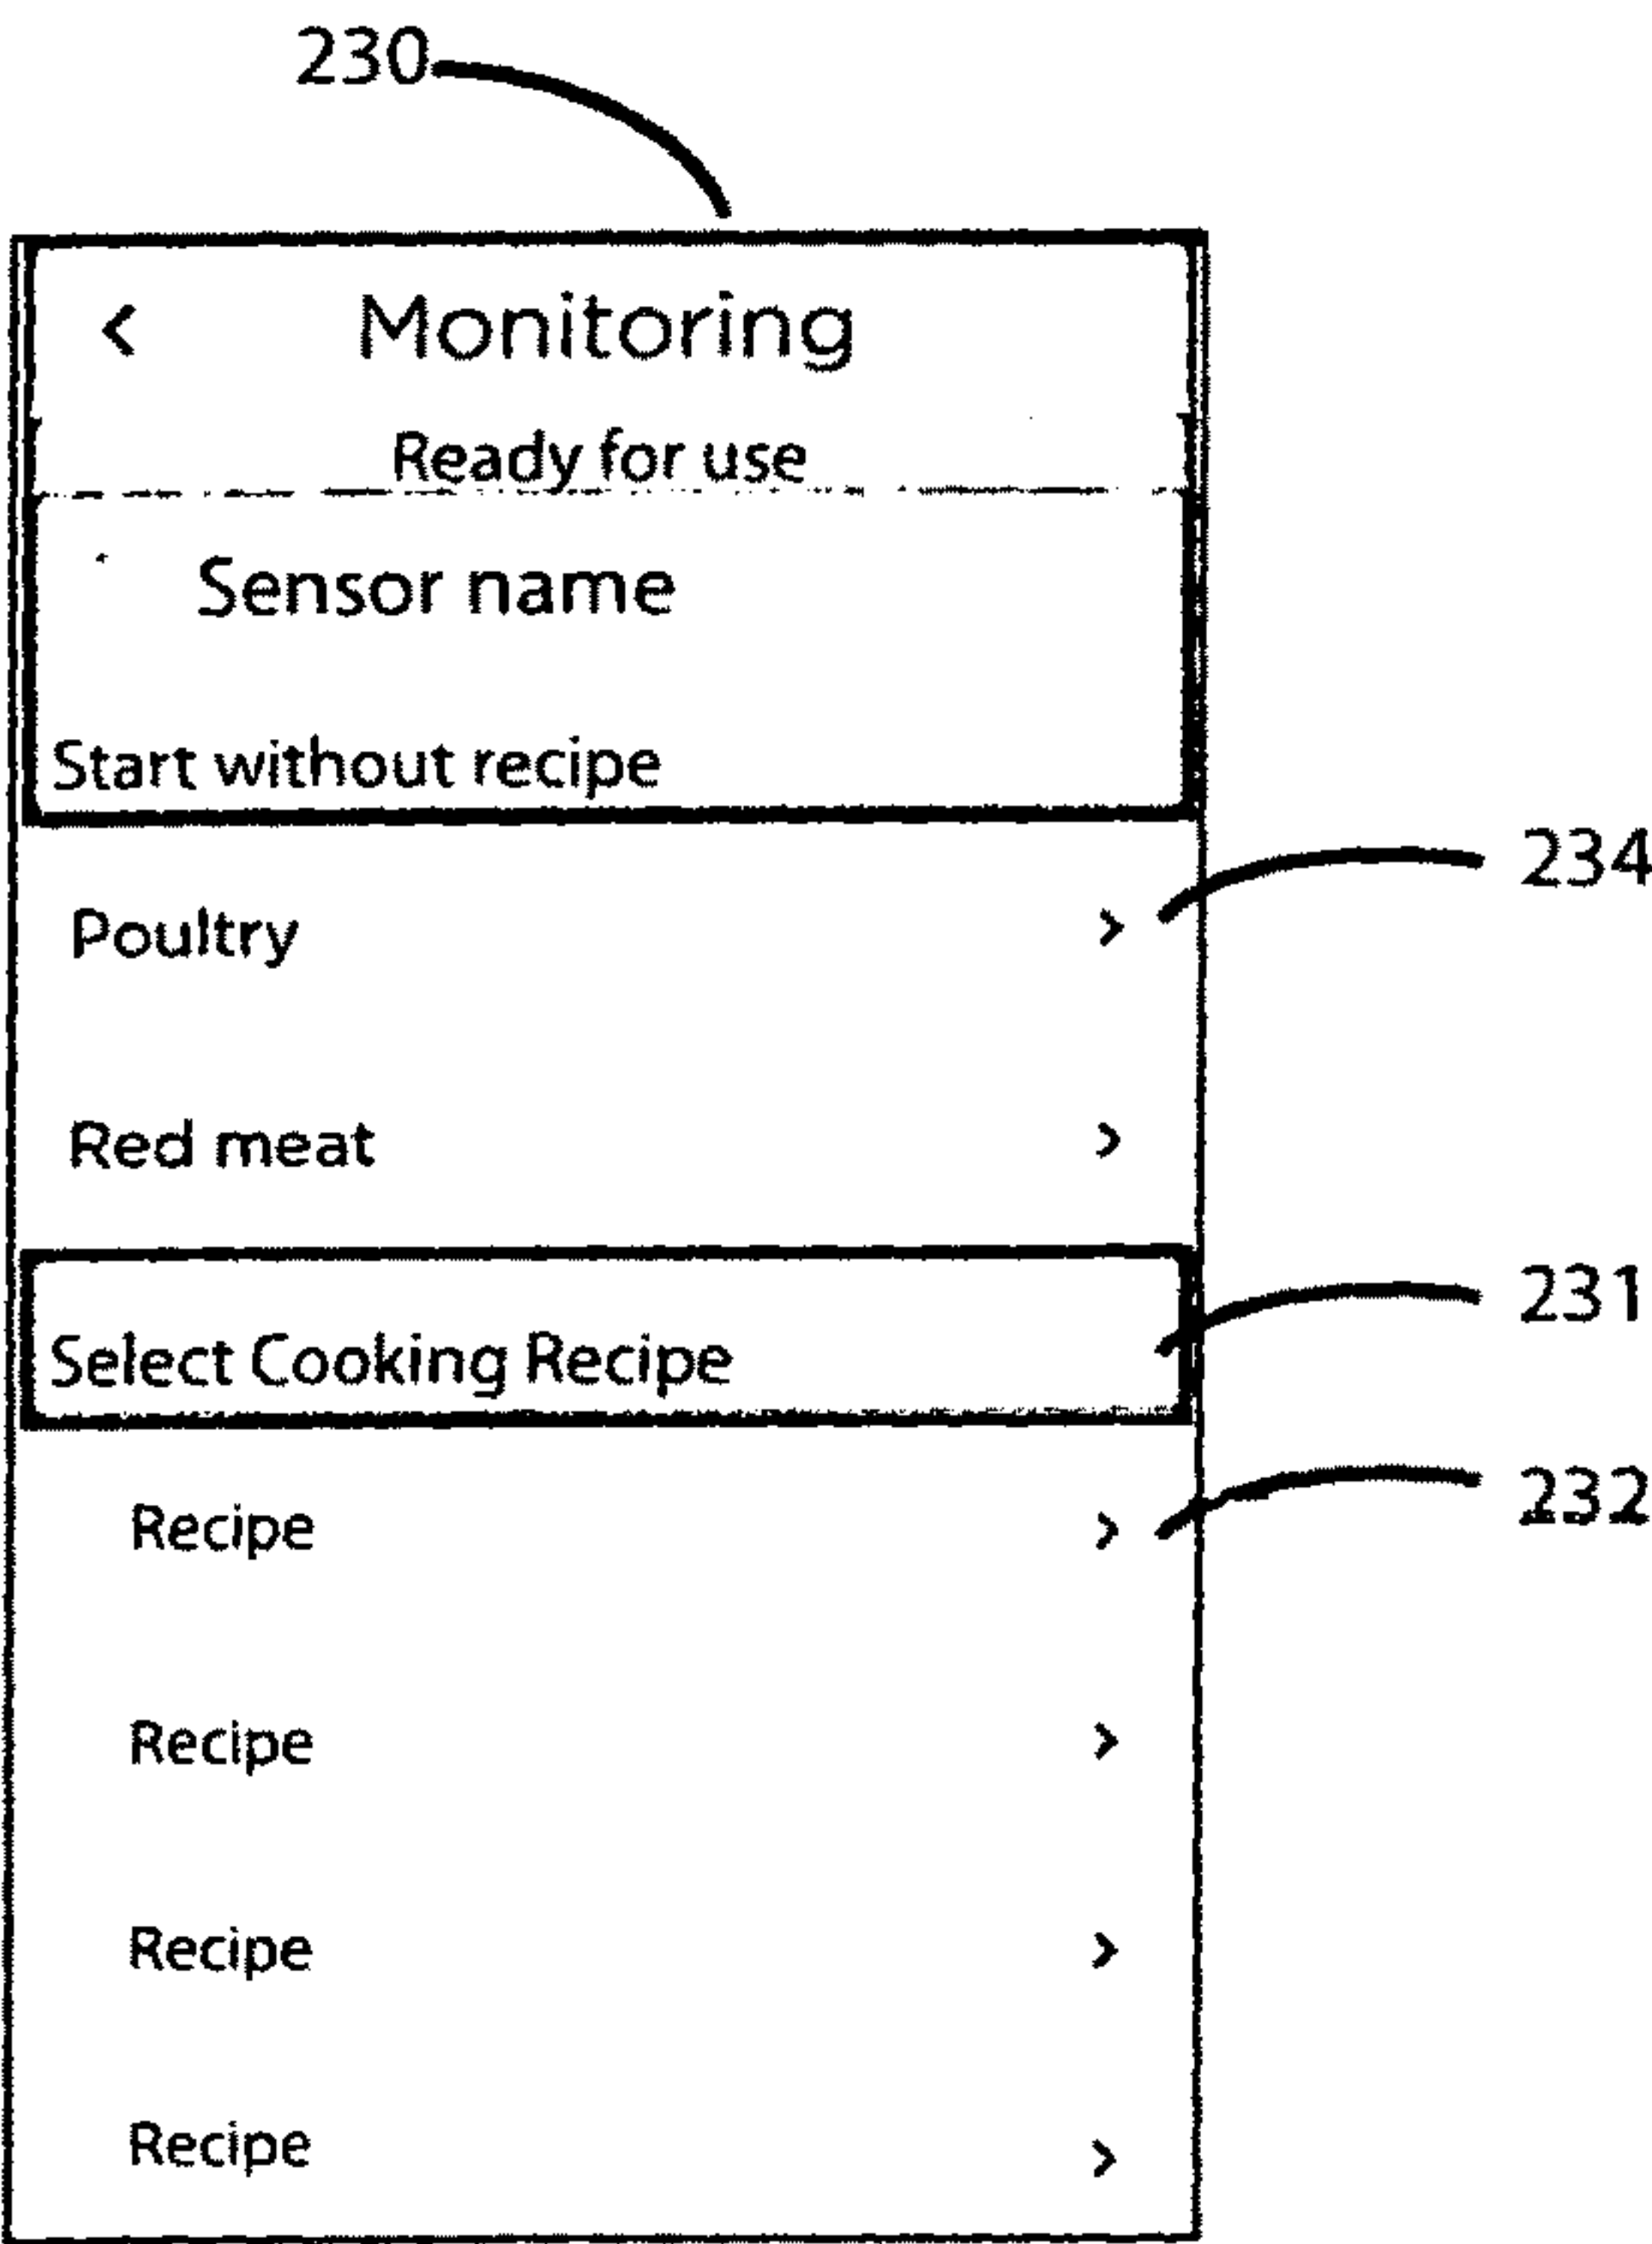 230
< Monitoring
Ready for use
Sensor name
Start without recipe
Poultry >
234
Red meat >
Select Cooking Recipe
231
Recipe >
232
Recipe >
Recipe >
Recipe >